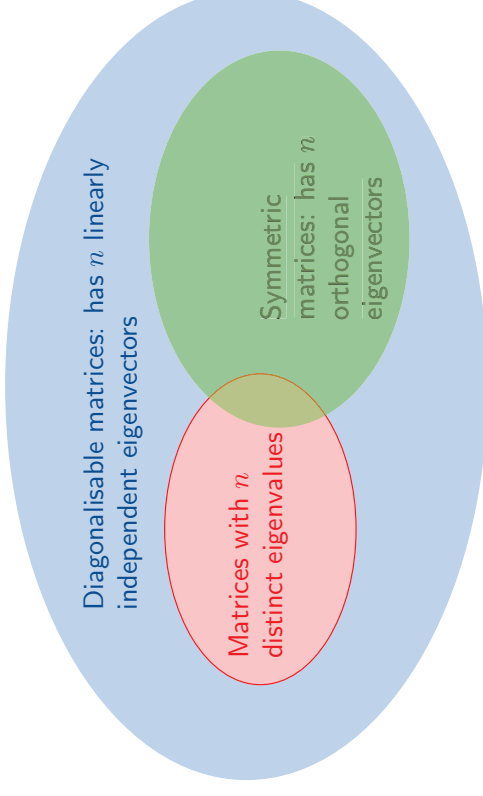 Diagonalisable matrices: has n linearly
independent eigenvectors
Matrices with n
distinct eigenvalues
Symmetric
matrices: has n
orthogonal
eigenvectors